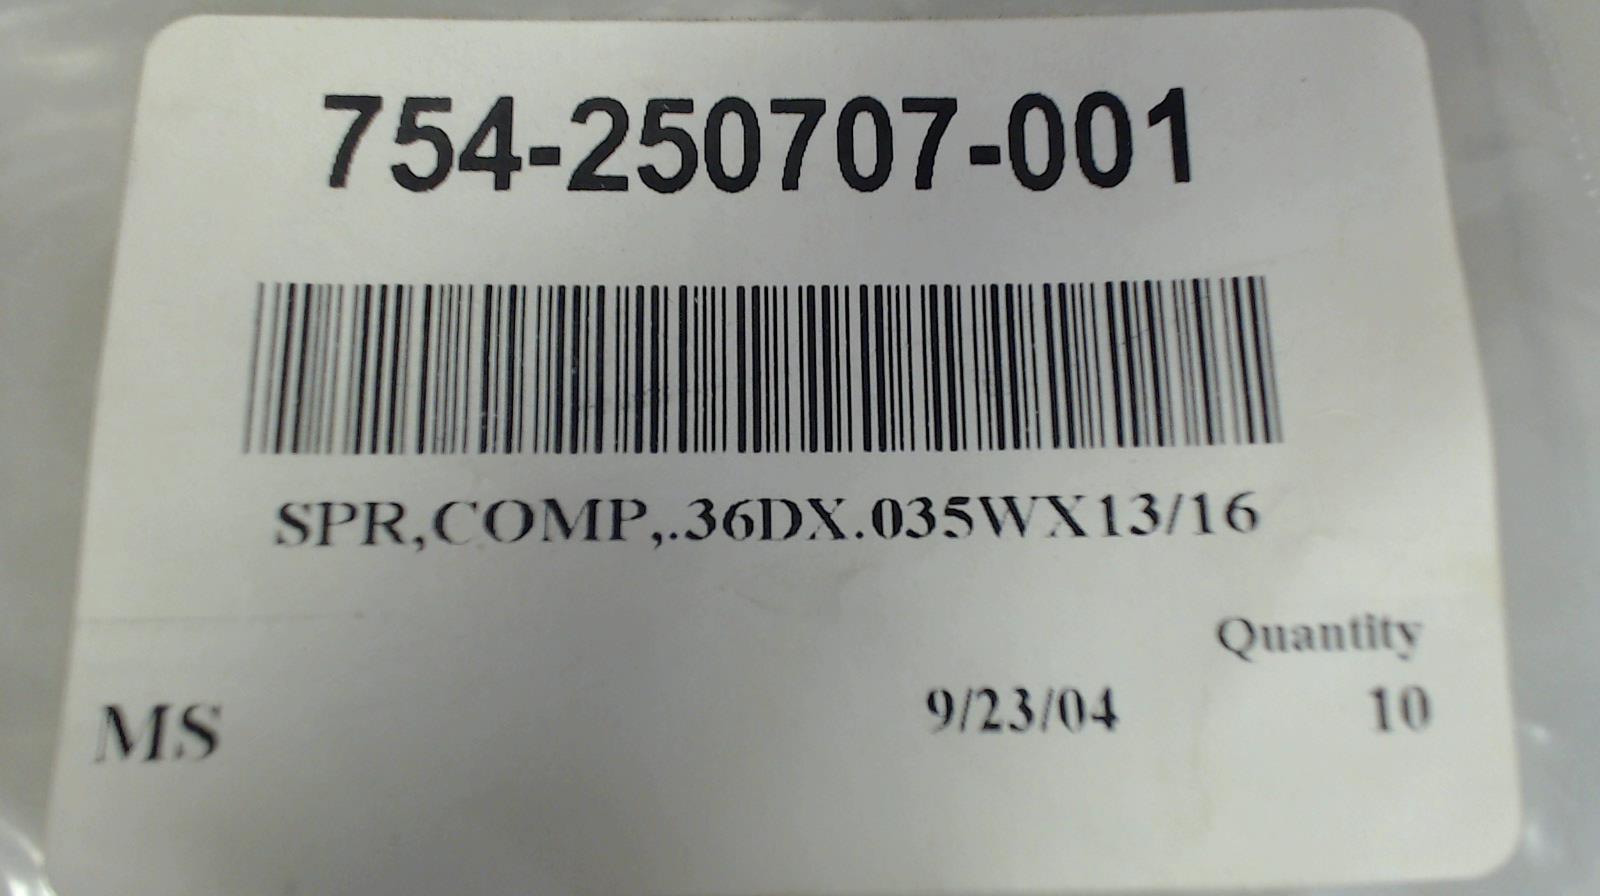 754-250707-001
SPR,COMP,.36DX.035WX13/16
Quantity
MS 9/23/04 10